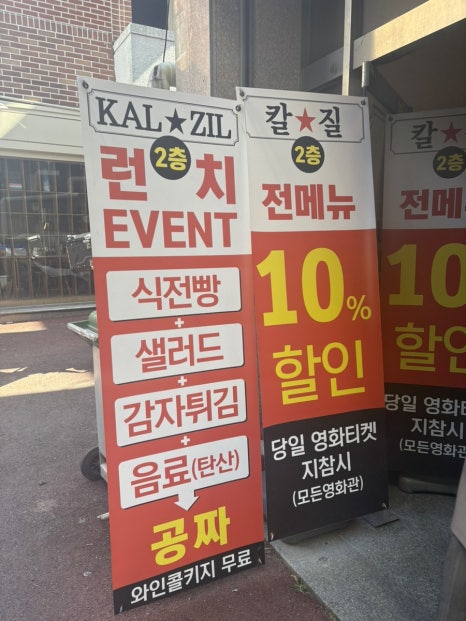 KAL★ZIL
2층
런치
EVENT
식전빵
+
샐러드
+
감자튀김
+
음료(탄산)
공짜
와인콜키지 무료
칼★질
2층
전메뉴
10%
할인
당일 영화티켓
지참시
(모든영화관)
칼★
2층
전메
10
할인
당일 영화티
지참시
(모든영화관)